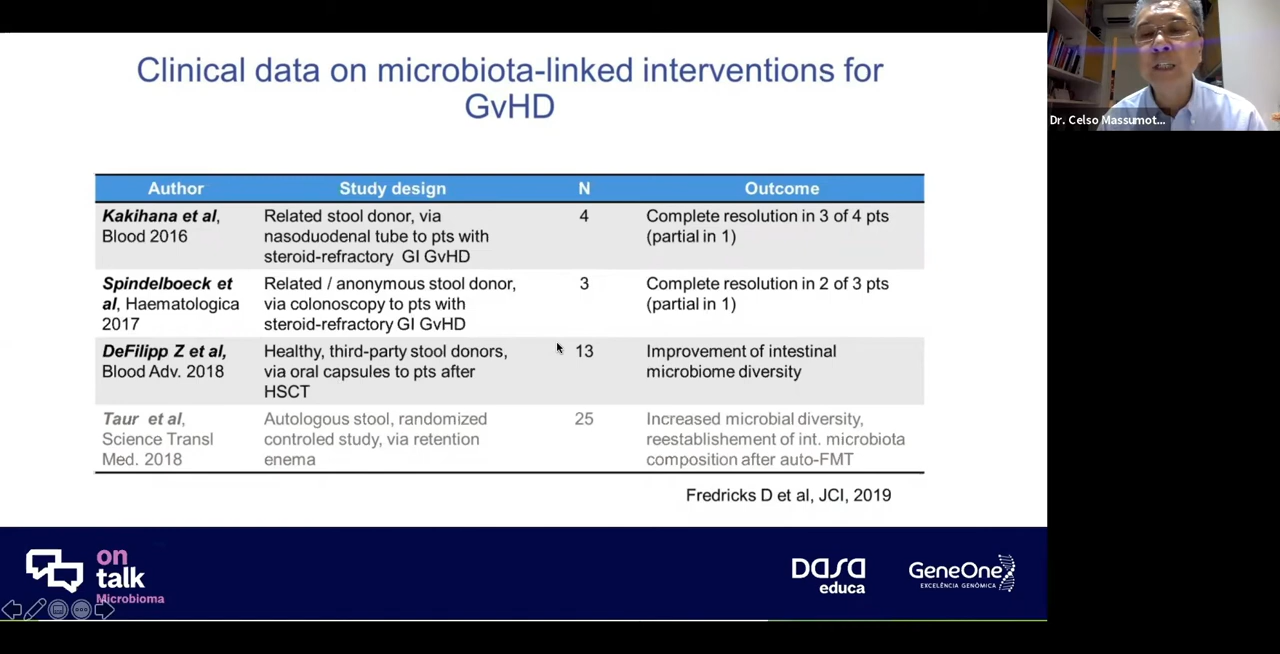 Clinical data on microbiota-linked interventions for
GvHD
Dr. Celso Massumot...
Author Study design N Outcome
Kakihana et al, Related stool donor, via 4 Complete resolution in 3 of 4 pts
Blood 2016 nasoduodenal tube to pts with (partial in 1)
steroid-refractory GI GvHD
Spindelboeck et Related / anonymous stool donor, 3 Complete resolution in 2 of 3 pts
al, Haematologica via colonoscopy to pts with (partial in 1)
2017 steroid-refractory GI GvHD
DeFilipp Z et al, Healthy, third-party stool donors, 13 Improvement of intestinal
Blood Adv. 2018 via oral capsules to pts after microbiome diversity
HSCT
Taur et al, Autologous stool, randomized 25 Increased microbial diversity,
Science Transl controled study, via retention reestablishement of int. microbiota
Med. 2018 enema composition after auto-FMT
Fredricks D et al, JCI, 2019
on
talk
Microbioma
DASA
educa
GeneOne
EXCELÊNCIA GENÔMICA